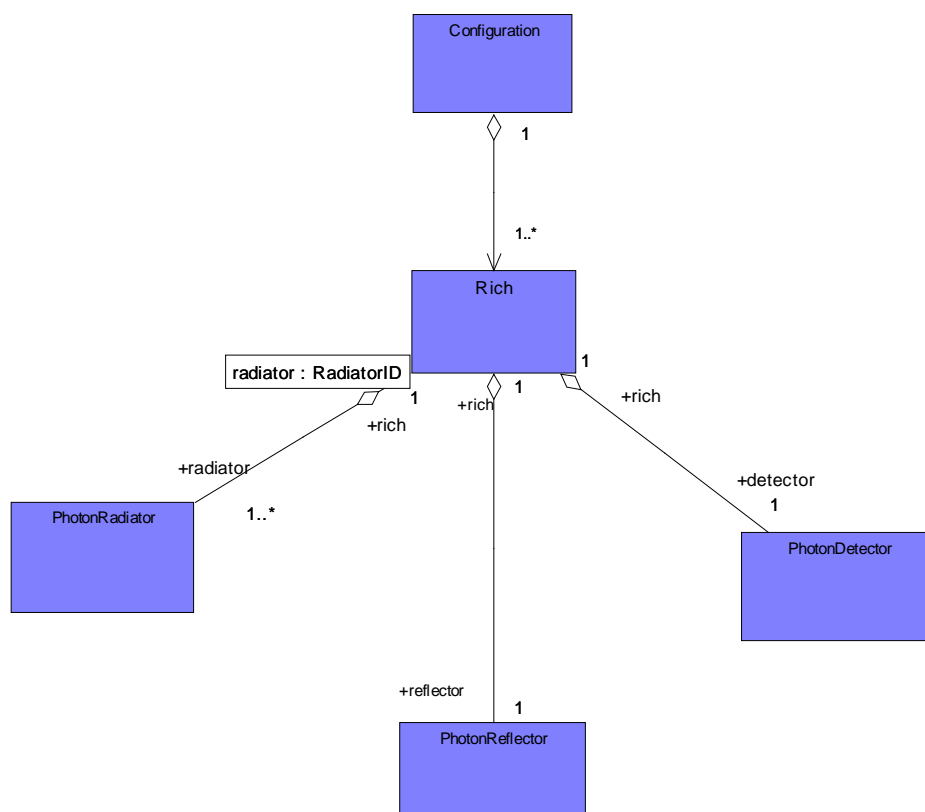 Configuration
1
1..*
Rich
radiator : RadiatorID
1
+rich
1
+rich
1
+rich
+radiator
1..*
PhotonRadiator
+detector
1
PhotonDetector
+reflector
1
PhotonReflector